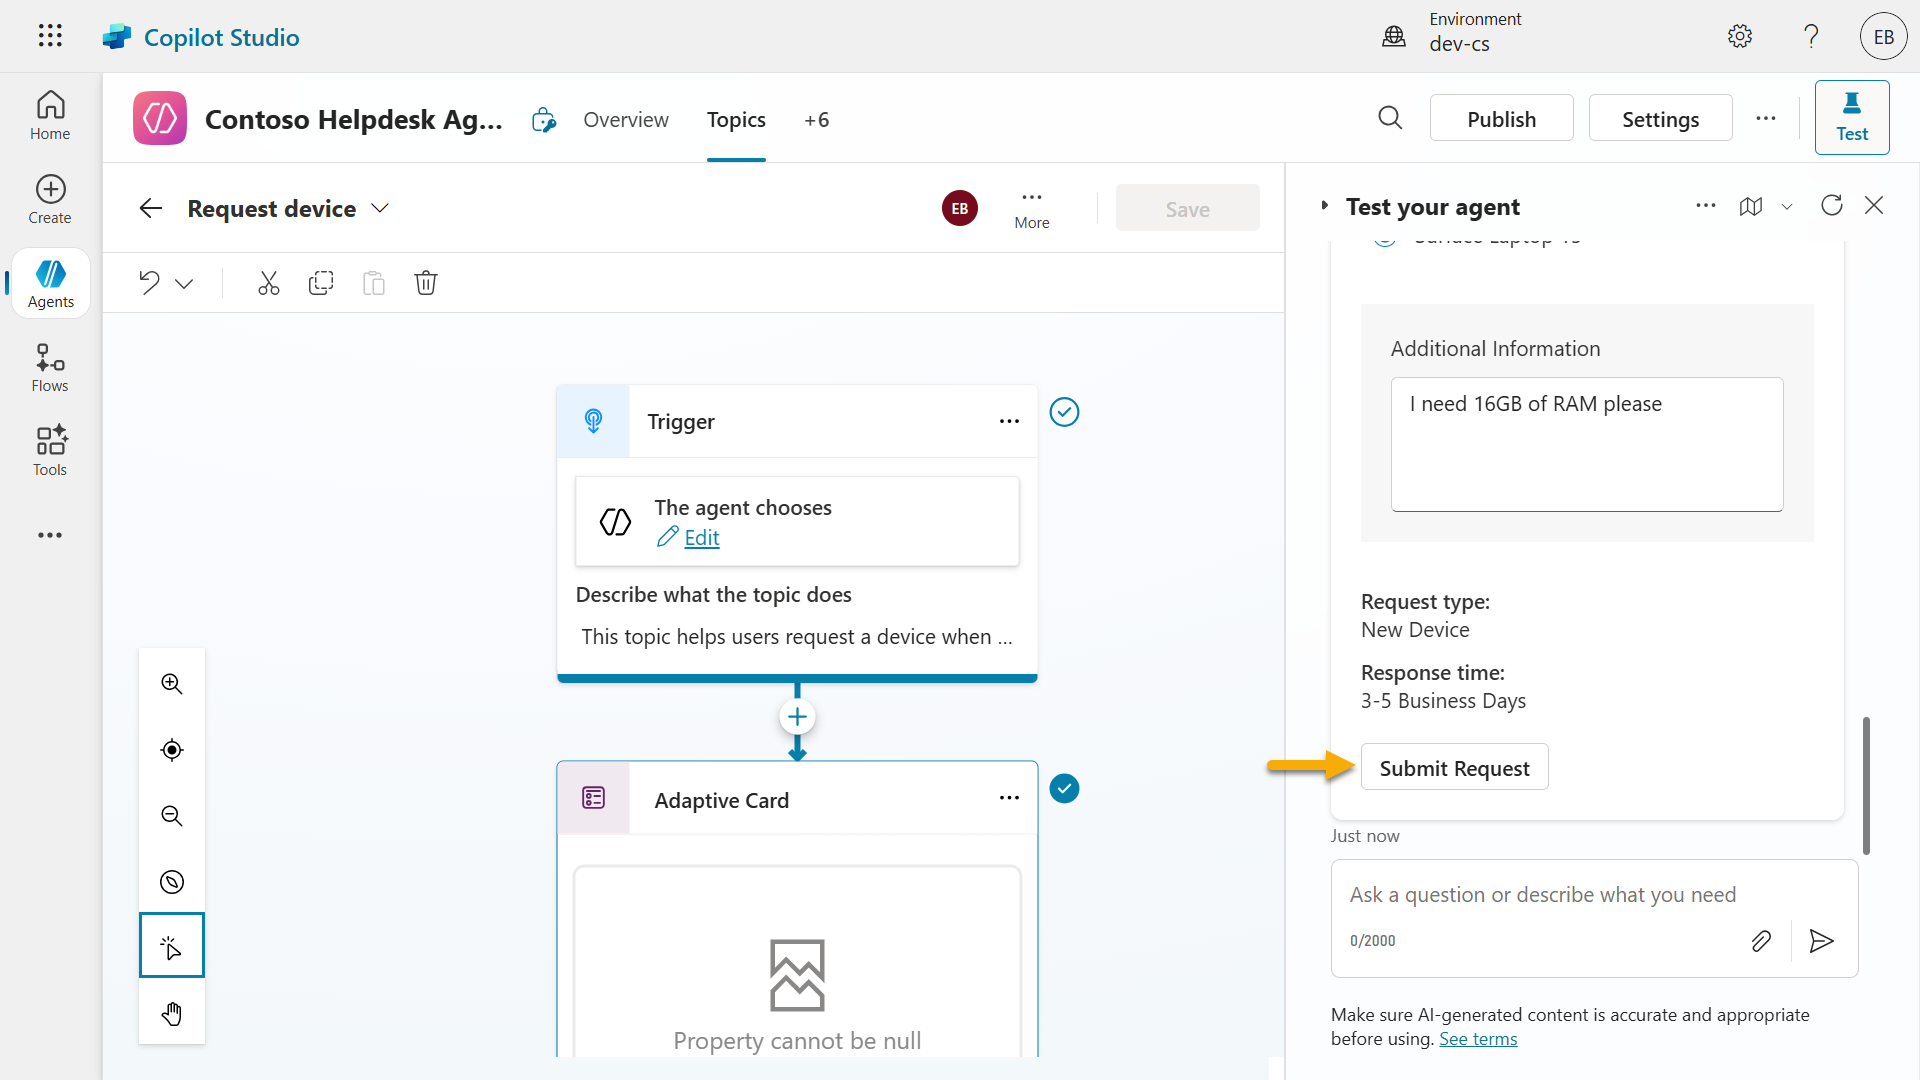 Copilot Studio
Environment
dev-cs
EB
Home
Create
Agents
Flows
Tools
Contoso Helpdesk Ag...
Overview
Topics
+6
Publish
Settings
Test
Request device
EB
More
Save
Trigger
The agent chooses
Edit
Describe what the topic does
This topic helps users request a device when ...
Adaptive Card
Property cannot be null
Test your agent
Surface Laptop
Additional Information
I need 16GB of RAM please
Request type:
New Device
Response time:
3-5 Business Days
Submit Request
Just now
Ask a question or describe what you need
0/2000
Make sure AI-generated content is accurate and appropriate
before using. See terms